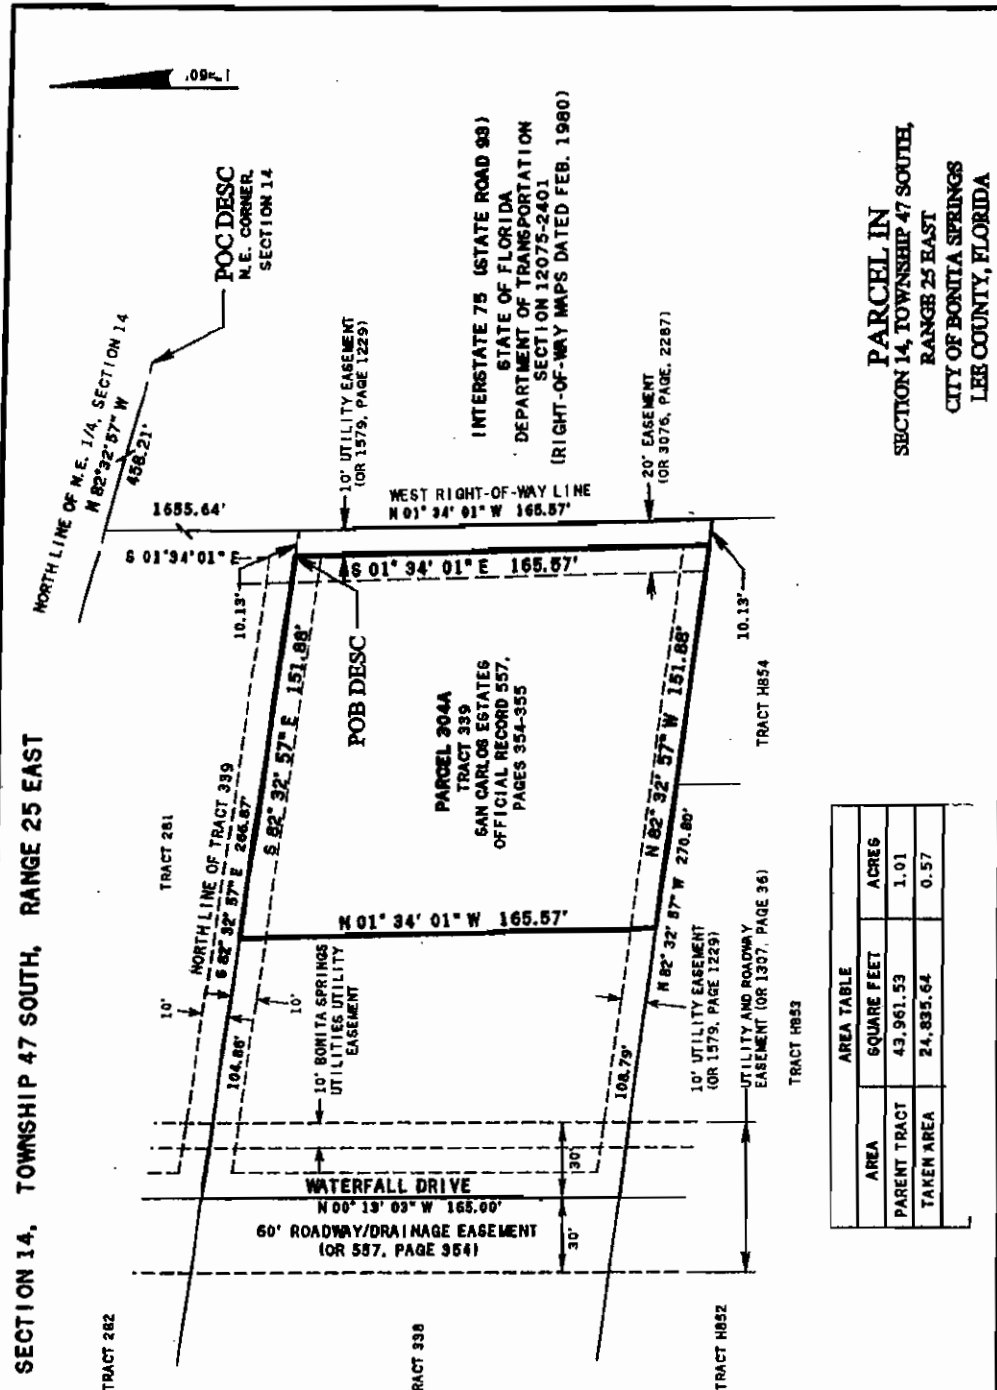 SECTION 14, TOWNSHIP 47 SOUTH, RANGE 25 EAST
1"=60'
NORTH LINE OF N.E. 1/4, SECTION 14
N 82°32'57" W
458.21'
POC DESC
N.E. CORNER,
SECTION 14
1655.64'
S 01°34'01" E
10.13'
10' UTILITY EASEMENT
(OR 1579, PAGE 1229)
WEST RIGHT-OF-WAY LINE
N 01° 34' 01" W 165.57'
S 01° 34' 01" E 165.57'
INTERSTATE 75 (STATE ROAD 93)
STATE OF FLORIDA
DEPARTMENT OF TRANSPORTATION
SECTION 12075-2401
(RIGHT-OF-WAY MAPS DATED FEB. 1980)
20' EASEMENT
(OR 3076, PAGE, 2287)
10.13'
POB DESC
TRACT 281
NORTH LINE OF TRACT 339
S 82° 32' 57" E 266.87'
S 82° 32' 57" E 151.88'
PARCEL 304A
TRACT 339
SAN CARLOS ESTATES
OFFICIAL RECORD 557,
PAGES 354-355
N 82° 32' 57" W 151.88'
N 82° 32' 57" W 270.80'
TRACT H854
N 01° 34' 01" W 165.57'
10'
10'
104.86'
10' BONITA SPRINGS
UTILITIES UTILITY
EASEMENT
108.79'
10' UTILITY EASEMENT
(OR 1579, PAGE 1229)
UTILITY AND ROADWAY
EASEMENT (OR 1307, PAGE 36)
TRACT H853
WATERFALL DRIVE
N 00° 13' 03" W 165.00'
60' ROADWAY/DRAINAGE EASEMENT
(OR 557, PAGE 354)
30'
30'
TRACT 282
RACT 338
TRACT H852
AREA TABLE
AREA SQUARE FEET ACRES
PARENT TRACT 43,961.53 1.01
TAKEN AREA 24,835.64 0.57
PARCEL IN
SECTION 14, TOWNSHIP 47 SOUTH,
RANGE 25 EAST
CITY OF BONITA SPRINGS
LEE COUNTY, FLORIDA